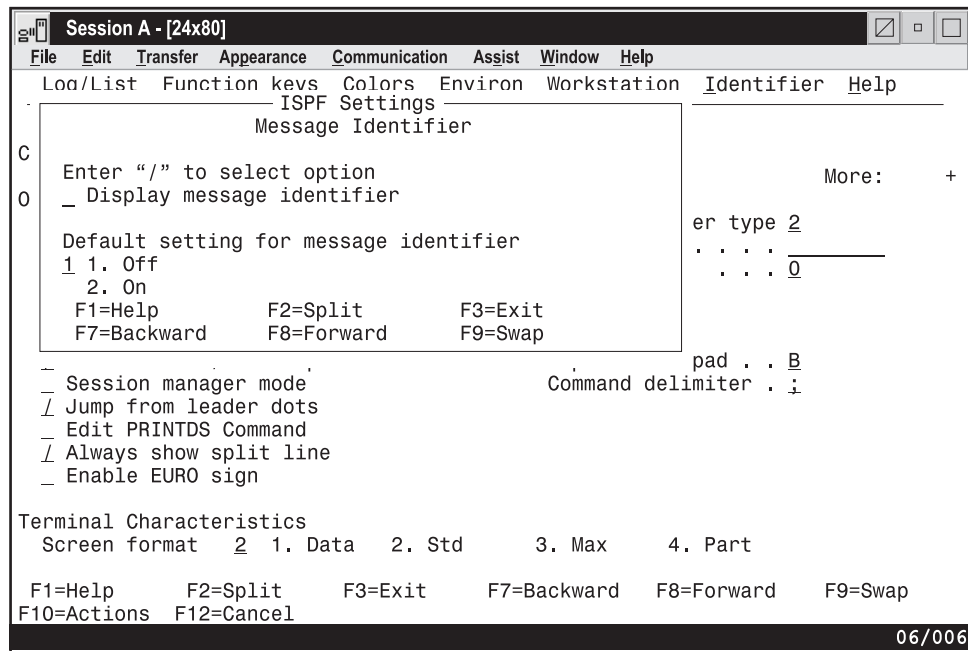 Session A - [24x80]
File Edit Transfer Appearance Communication Assist Window Help
Log/List Function keys Colors Environ Workstation Identifier Help
ISPF Settings
Message Identifier
C
Enter “/” to select option
More: +
O _ Display message identifier
er type 2
Default setting for message identifier
. . . . 
1 1. Off
. . . 0
2. On
F1=Help F2=Split F3=Exit
F7=Backward F8=Forward F9=Swap
pad . . B
_ Session manager mode Command delimiter . ;
/ Jump from leader dots
_ Edit PRINTDS Command
/ Always show split line
_ Enable EURO sign
Terminal Characteristics
Screen format 2 1. Data 2. Std 3. Max 4. Part
F1=Help F2=Split F3=Exit F7=Backward F8=Forward F9=Swap
F10=Actions F12=Cancel
06/006